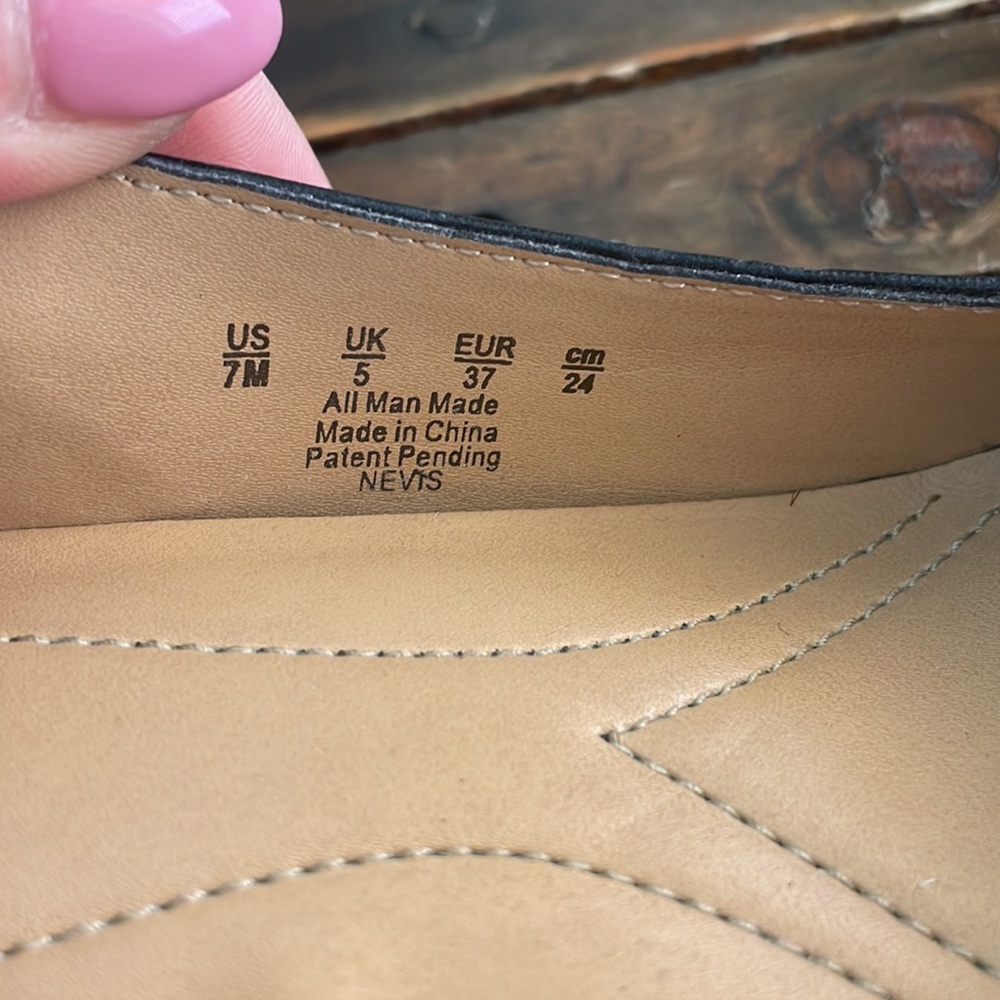 US UK EUR cm
7M 5 37 24
All Man Made
Made in China
Patent Pending
NEVIS